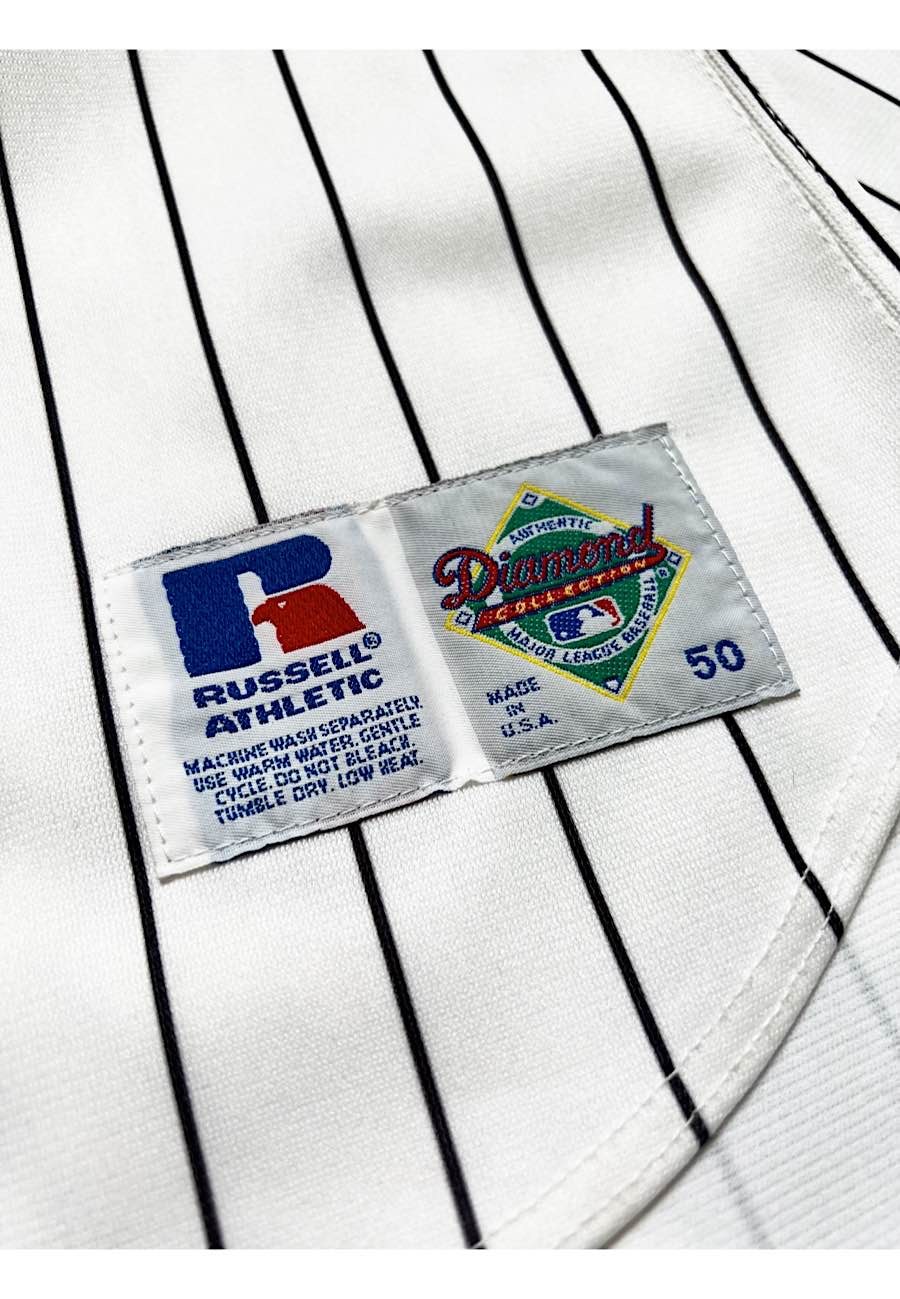 RUSSELL®
ATHLETIC
MACHINE WASH SEPARATELY.
USE WARM WATER. GENTLE
CYCLE. DO NOT BLEACH.
TUMBLE DRY. LOW HEAT.
AUTHENTIC
Diamond
COLLECTION
MAJOR LEAGUE BASEBALL®
MADE
IN
U.S.A.
50